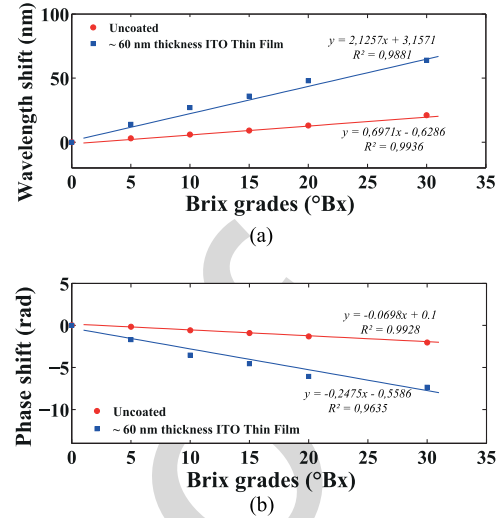 100
50
0
Wavelength shift (nm)
Uncoated
~ 60 nm thickness ITO Thin Film
y = 2,1257x + 3,1571
R² = 0,9881
y = 0,6971x - 0,6286
R² = 0,9936
0 5 10 15 20 25 30 35
Brix grades (°Bx)
(a)
5
0
−5
−10
Phase shift (rad)
y = -0.0698x + 0.1
R² = 0.9928
y = -0,2475x - 0,5586
R² = 0,9635
Uncoated
~ 60 nm thickness ITO Thin Film
0 5 10 15 20 25 30 35
Brix grades (°Bx)
(b)